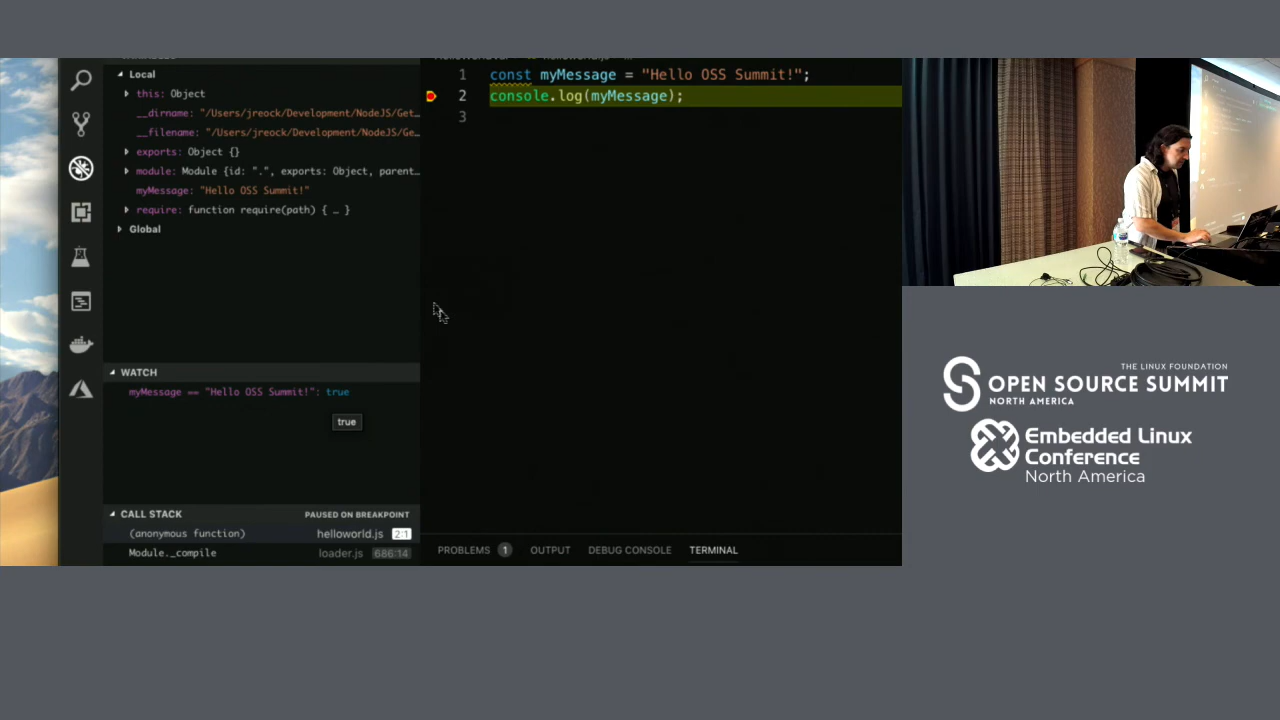 Local
this: Object
__dirname: "/Users/jreock/Development/NodeJS/Get…
__filename: "/Users/jreock/Development/NodeJS/Ge…
exports: Object {}
module: Module {id: ".", exports: Object, parent…
myMessage: "Hello OSS Summit!"
require: function require(path) { … }
Global
WATCH
myMessage == "Hello OSS Summit!": true
true
CALL STACK PAUSED ON BREAKPOINT
(anonymous function) helloworld.js 2:1
Module._compile loader.js 686:14
1 const myMessage = "Hello OSS Summit!";
2 console.log(myMessage);
3
PROBLEMS 1 OUTPUT DEBUG CONSOLE TERMINAL
THE LINUX FOUNDATION
OPEN SOURCE SUMMIT
NORTH AMERICA
Embedded Linux
Conference
North America